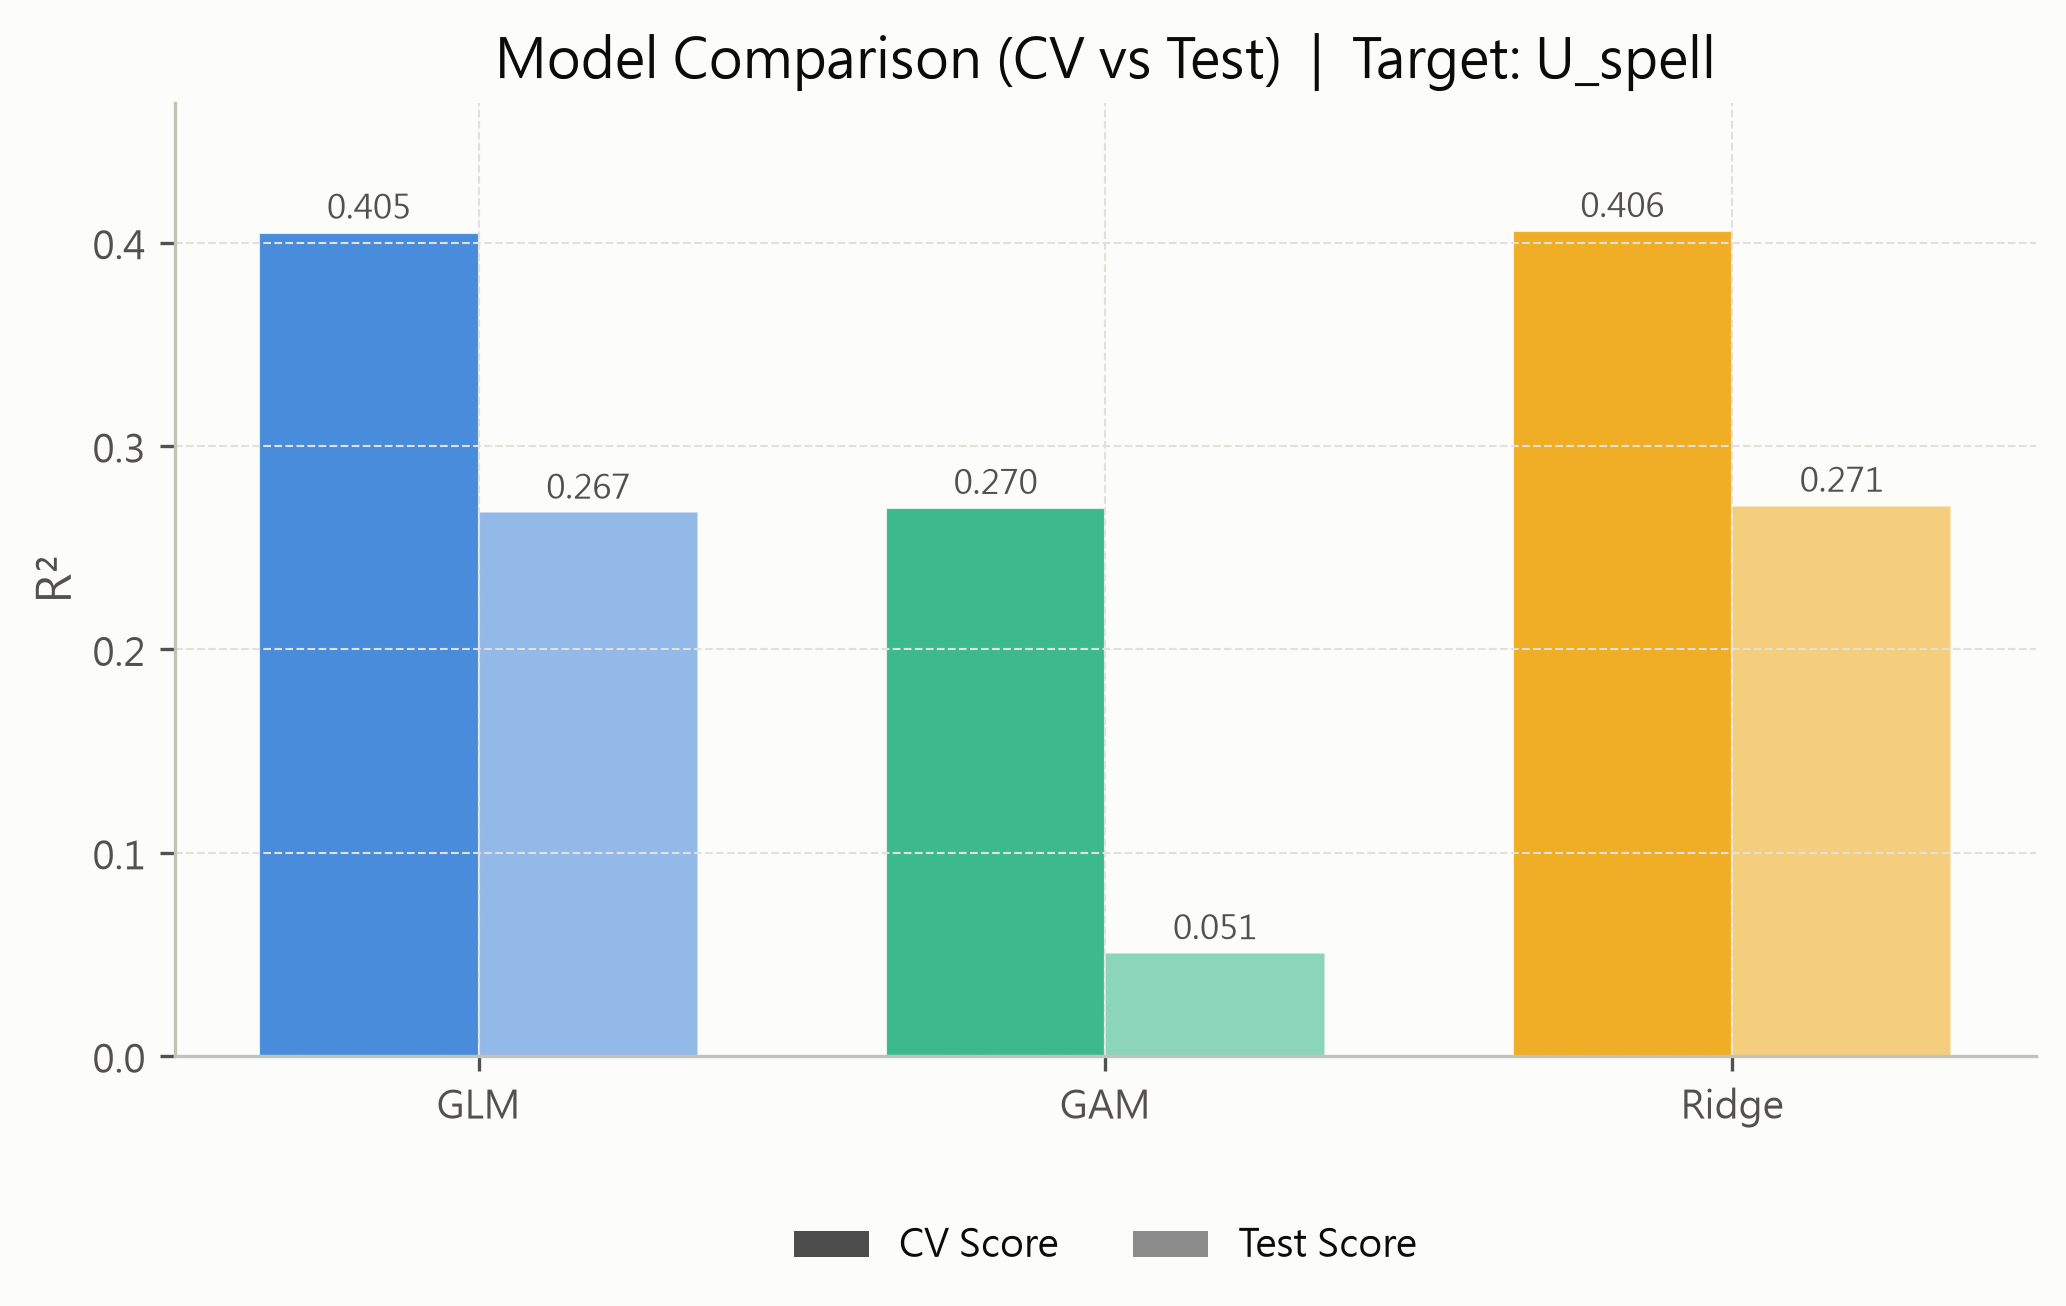 Model Comparison (CV vs Test) | Target: U_spell
R²
0.4
0.3
0.2
0.1
0.0
0.405
0.267
0.270
0.051
0.406
0.271
GLM
GAM
Ridge
CV Score
Test Score